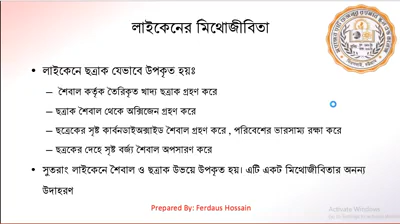 লাইকেনের মিথোজীবিতা
• লাইকেনে ছত্রাক যেভাবে উপকৃত হয়ঃ
– শৈবাল কর্তৃক তৈরিকৃত খাদ্য ছত্রাক গ্রহণ করে
– ছত্রাক শৈবাল থেকে অক্সিজেন গ্রহণ করে
– ছত্রেকের সৃষ্ট কার্বনডাইঅক্সাইড শৈবাল গ্রহণ করে , পরিবেশের ভারসাম্য রক্ষা করে
– ছত্রকের দেহে সৃষ্ট বর্জ্য শৈবাল অপসারণ করে
• সুতরাং লাইকেনে শৈবাল ও ছত্রাক উভয়ে উপকৃত হয়। এটি একট মিথোজীবিতার অনন্য
উদাহরণ
Prepared By: Ferdaus Hossain
Activate Windows